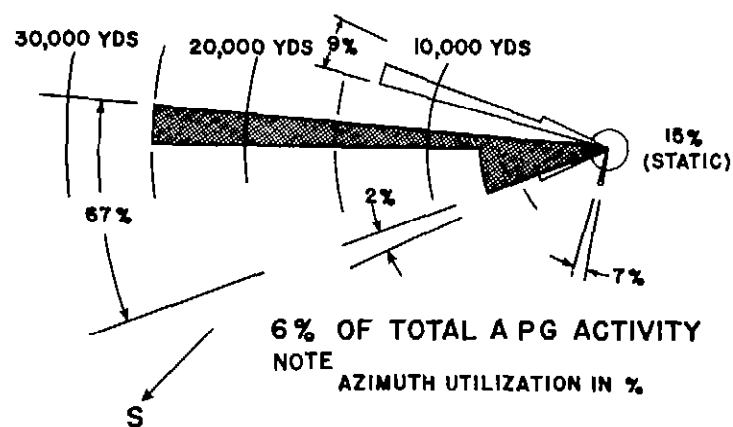 30,000 YDS
20,000 YDS
9%
10,000 YDS
15%
(STATIC)
67%
2%
7%
6% OF TOTAL APG ACTIVITY
NOTE
AZIMUTH UTILIZATION IN %
S